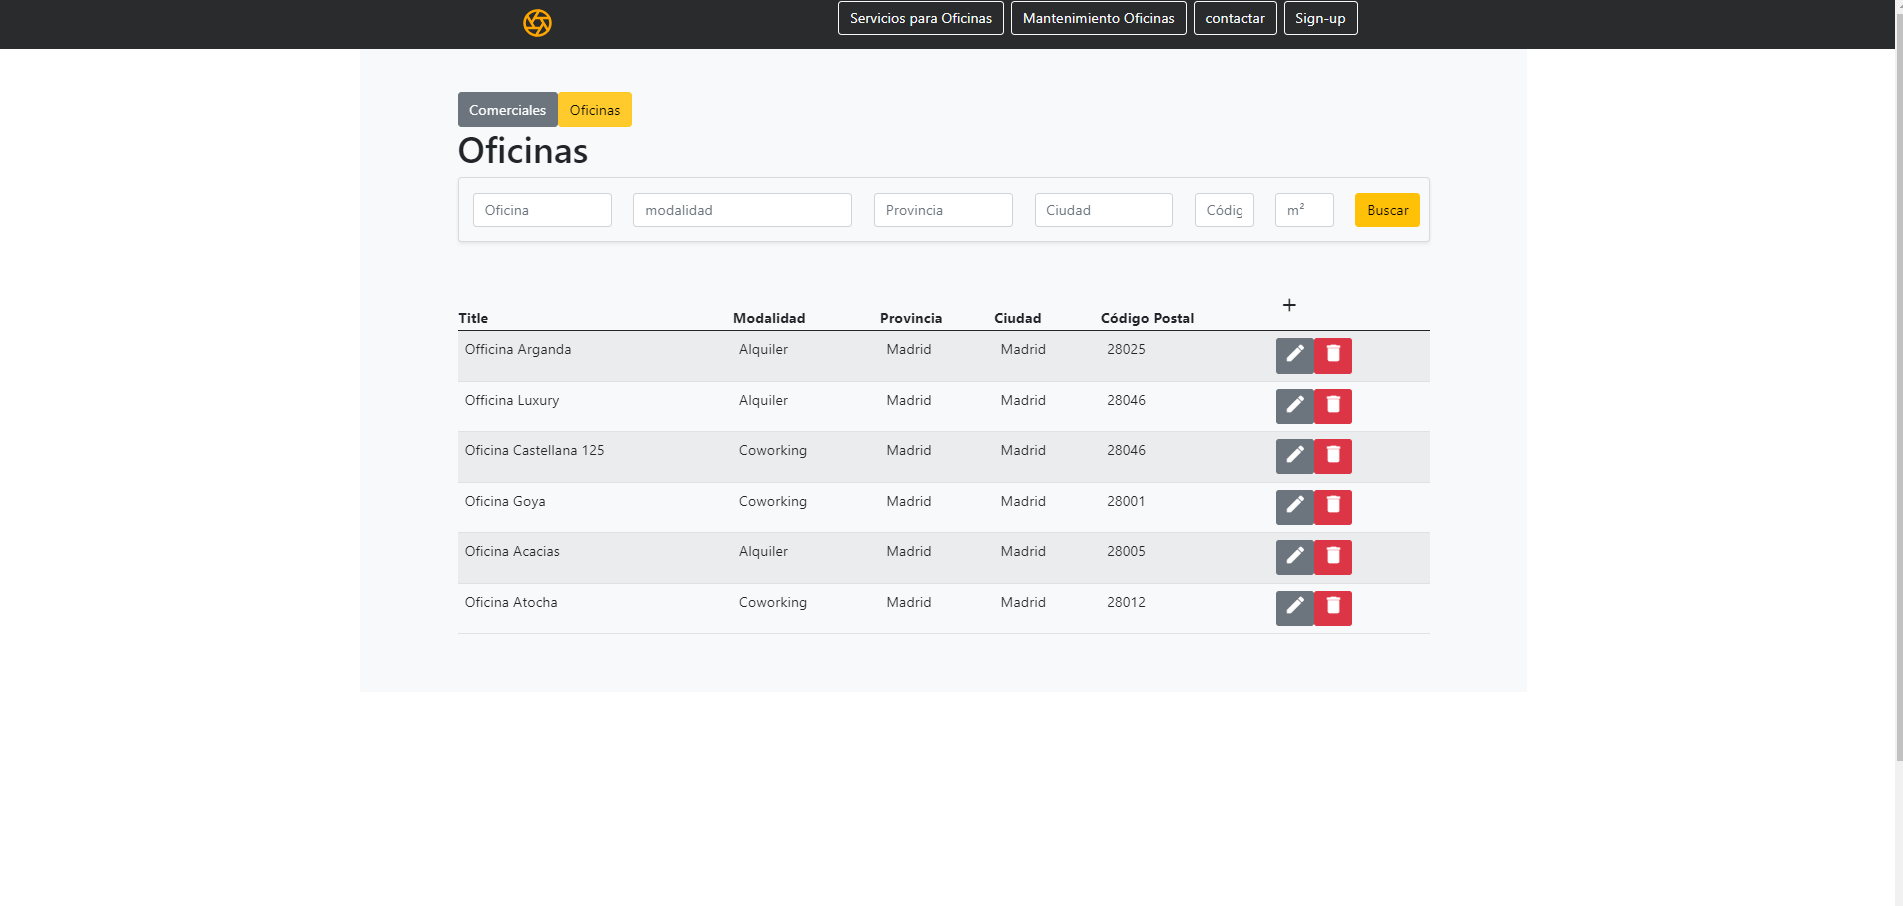 Servicios para Oficinas Mantenimiento Oficinas contactar Sign-up
Comerciales Oficinas
Oficinas
Oficina modalidad Provincia Ciudad Códig m² Buscar
+
Title Modalidad Provincia Ciudad Código Postal
Officina Arganda Alquiler Madrid Madrid 28025
Officina Luxury Alquiler Madrid Madrid 28046
Oficina Castellana 125 Coworking Madrid Madrid 28046
Oficina Goya Coworking Madrid Madrid 28001
Oficina Acacias Alquiler Madrid Madrid 28005
Oficina Atocha Coworking Madrid Madrid 28012